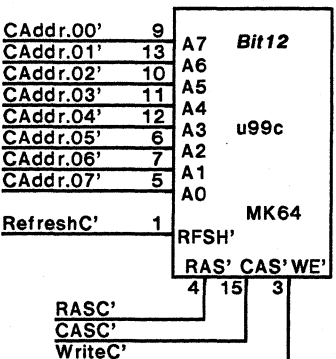 CAddr.00' 9 A7 Bit12
CAddr.01' 13 A6
CAddr.02' 10 A5
CAddr.03' 11 A4
CAddr.04' 12 A3 u99c
CAddr.05' 6 A2
CAddr.06' 7 A1
CAddr.07' 5 A0
MK64
RefreshC' 1 RFSH'
RAS' CAS' WE'
4 15 3
RASC'
CASC'
WriteC'